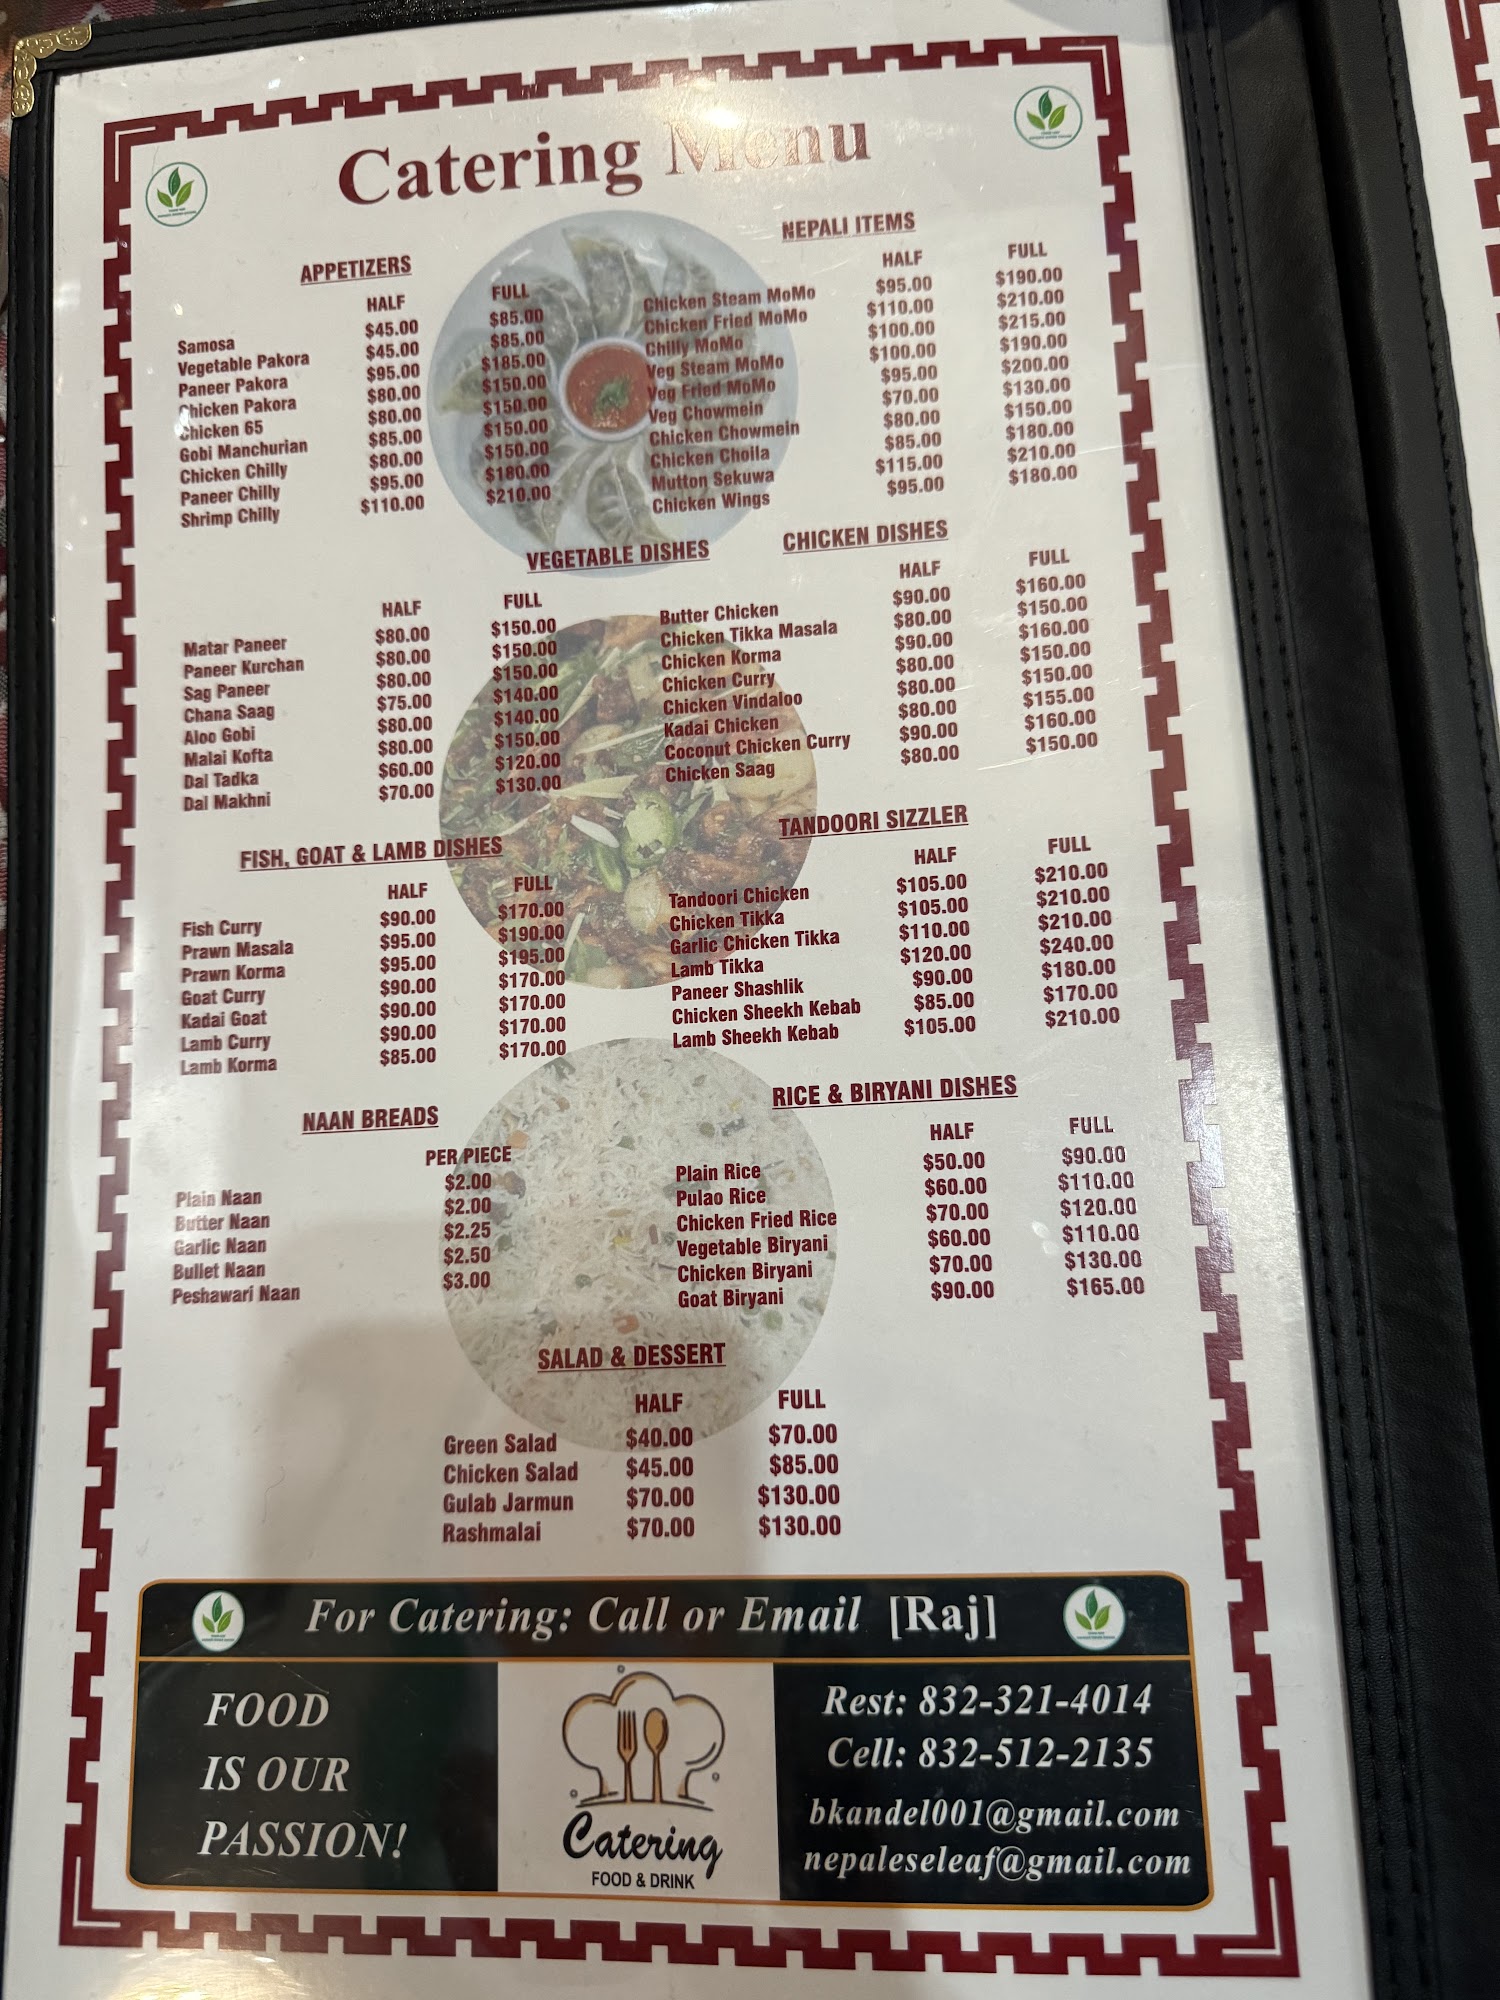 Catering Menu
APPETIZERS
HALF FULL
Samosa $45.00 $85.00
Vegetable Pakora $45.00 $85.00
Paneer Pakora $95.00 $185.00
Chicken Pakora $80.00 $150.00
Chicken 65 $80.00 $150.00
Gobi Manchurian $85.00 $150.00
Chicken Chilly $80.00 $150.00
Paneer Chilly $95.00 $180.00
Shrimp Chilly $110.00 $210.00
NEPALI ITEMS
HALF FULL
Chicken Steam MoMo $95.00 $190.00
Chicken Fried MoMo $110.00 $210.00
Chilly MoMo $100.00 $215.00
Veg Steam MoMo $100.00 $190.00
Veg Fried MoMo $95.00 $200.00
Veg Chowmein $70.00 $130.00
Chicken Chowmein $80.00 $150.00
Chicken Choila $85.00 $180.00
Mutton Sekuwa $115.00 $210.00
Chicken Wings $95.00 $180.00
VEGETABLE DISHES
HALF FULL
Matar Paneer $80.00 $150.00
Paneer Kurchan $80.00 $150.00
Sag Paneer $80.00 $150.00
Chana Saag $75.00 $140.00
Aloo Gobi $80.00 $140.00
Malai Kofta $80.00 $150.00
Dal Tadka $60.00 $120.00
Dal Makhni $70.00 $130.00
CHICKEN DISHES
HALF FULL
Butter Chicken $90.00 $160.00
Chicken Tikka Masala $80.00 $150.00
Chicken Korma $90.00 $160.00
Chicken Curry $80.00 $150.00
Chicken Vindaloo $80.00 $150.00
Kadai Chicken $80.00 $155.00
Coconut Chicken Curry $90.00 $160.00
Chicken Saag $80.00 $150.00
FISH, GOAT & LAMB DISHES
HALF FULL
Fish Curry $90.00 $170.00
Prawn Masala $95.00 $190.00
Prawn Korma $95.00 $195.00
Goat Curry $90.00 $170.00
Kadai Goat $90.00 $170.00
Lamb Curry $90.00 $170.00
Lamb Korma $85.00 $170.00
TANDOORI SIZZLER
HALF FULL
Tandoori Chicken $105.00 $210.00
Chicken Tikka $105.00 $210.00
Garlic Chicken Tikka $110.00 $210.00
Lamb Tikka $120.00 $240.00
Paneer Shashlik $90.00 $180.00
Chicken Sheekh Kebab $85.00 $170.00
Lamb Sheekh Kebab $105.00 $210.00
NAAN BREADS
PER PIECE
Plain Naan $2.00
Butter Naan $2.00
Garlic Naan $2.25
Bullet Naan $2.50
Peshawari Naan $3.00
RICE & BIRYANI DISHES
HALF FULL
Plain Rice $50.00 $90.00
Pulao Rice $60.00 $110.00
Chicken Fried Rice $70.00 $120.00
Vegetable Biryani $60.00 $110.00
Chicken Biryani $70.00 $130.00
Goat Biryani $90.00 $165.00
SALAD & DESSERT
HALF FULL
Green Salad $40.00 $70.00
Chicken Salad $45.00 $85.00
Gulab Jarmun $70.00 $130.00
Rashmalai $70.00 $130.00
For Catering: Call or Email [Raj]
FOOD
IS OUR
PASSION!
Catering
FOOD & DRINK
Rest: 832-321-4014
Cell: 832-512-2135
bkandel001@gmail.com
nepaleseleaf@gmail.com